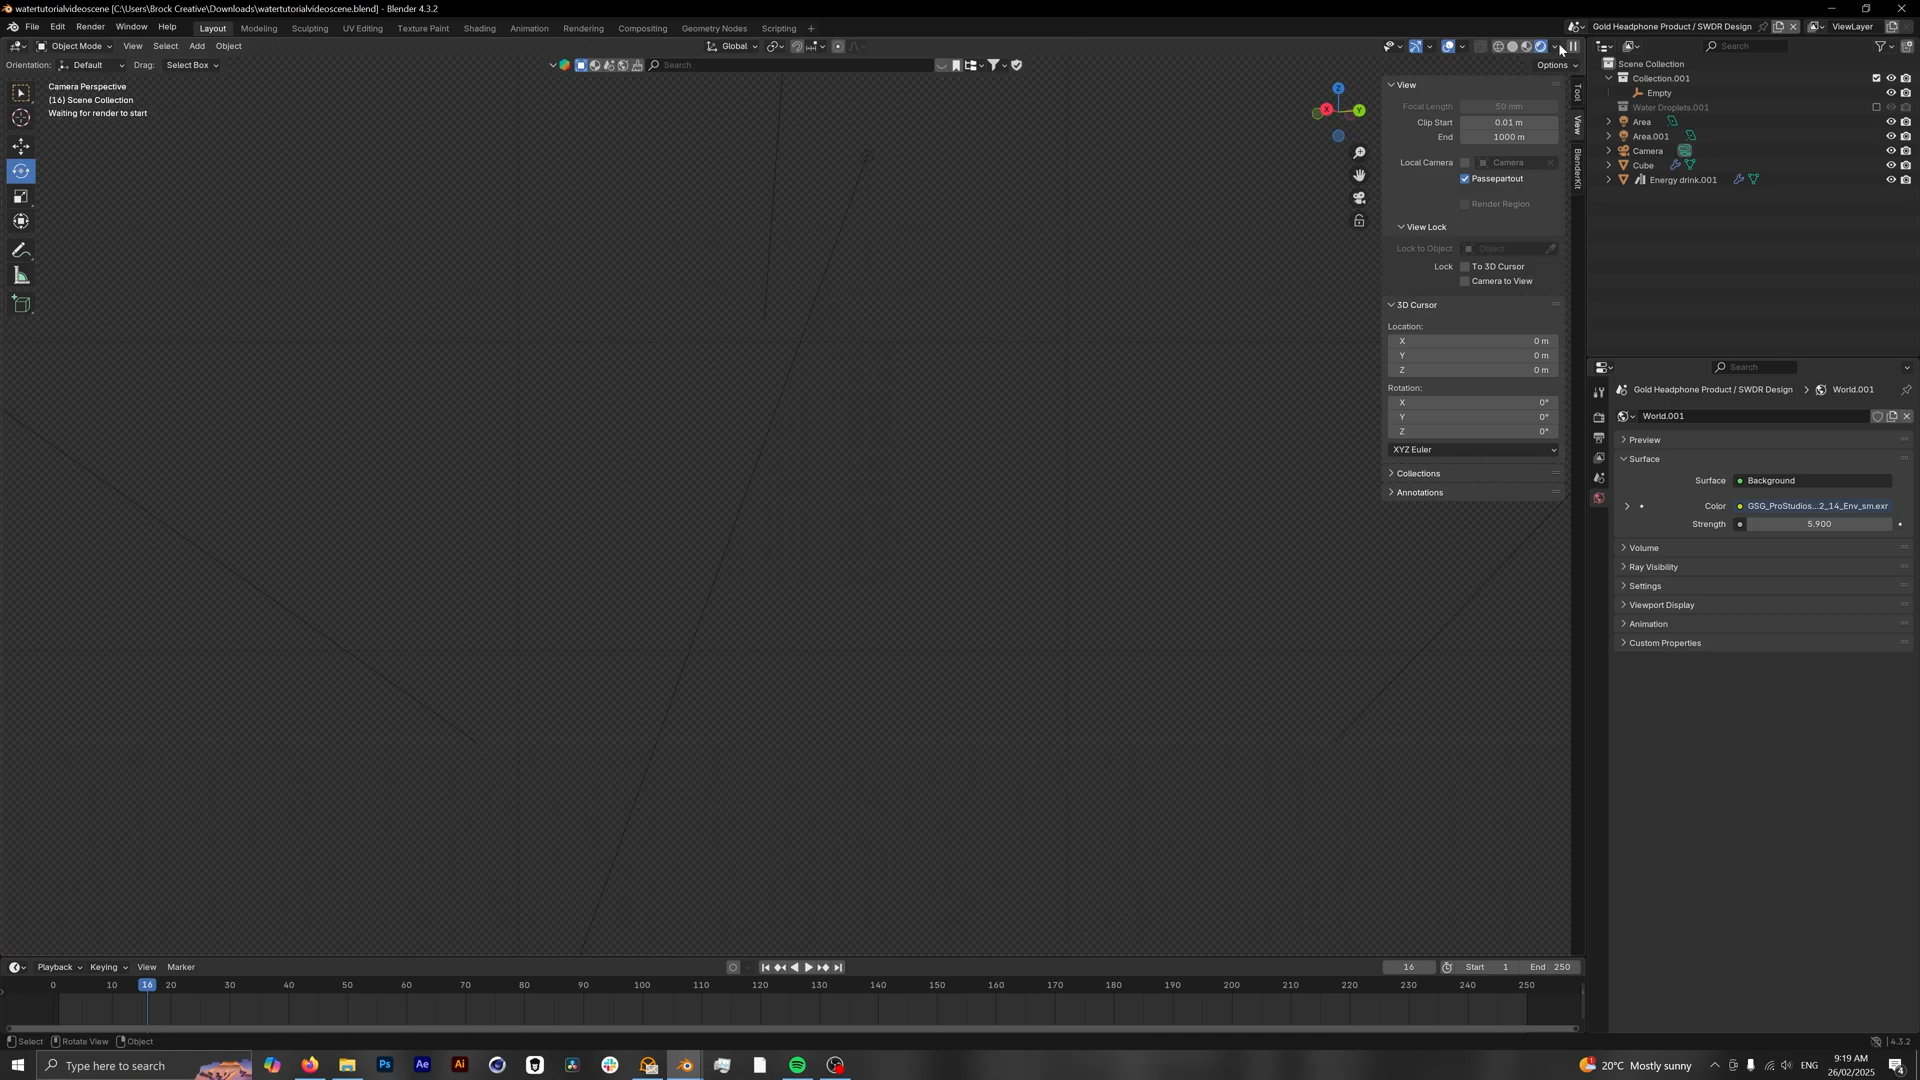 watertutorialvideoscene [C:\Users\Brock Creative\Downloads\watertutorialvideoscene.blend] - Blender 4.3.2
File Edit Render Window Help Layout Modeling Sculpting UV Editing Texture Paint Shading Animation Rendering Compositing Geometry Nodes Scripting + Gold Headphone Product / SWDR Design ViewLayer
Object Mode View Select Add Object Global Search
Orientation: Default Drag: Select Box Search Options
Camera Perspective
(16) Scene Collection
Waiting for render to start
Z
X
Y
View
Focal Length 50 mm
Clip Start 0.01 m
End 1000 m
Local Camera Camera
Passepartout
Render Region
View Lock
Lock to Object Object
Lock To 3D Cursor
Camera to View
3D Cursor
Location:
X 0 m
Y 0 m
Z 0 m
Rotation:
X 0°
Y 0°
Z 0°
XYZ Euler
Collections
Annotations
Tool
View
BlenderKit
Scene Collection
Collection.001
Empty
Water Droplets.001
Area
Area.001
Camera
Cube
Energy drink.001
Search
Gold Headphone Product / SWDR Design World.001
World.001
Preview
Surface
Surface Background
Color GSG_ProStudios...2_14_Env_sm.exr
Strength 5.900
Volume
Ray Visibility
Settings
Viewport Display
Animation
Custom Properties
Playback Keying View Marker 16 Start 1 End 250
0 10 16 20 30 40 50 60 70 80 90 100 110 120 130 140 150 160 170 180 190 200 210 220 230 240 250
Select Rotate View Object 4.3.2
Type here to search Ps Ae Ai 20°C Mostly sunny ENG 9:19 AM
26/02/2025 4